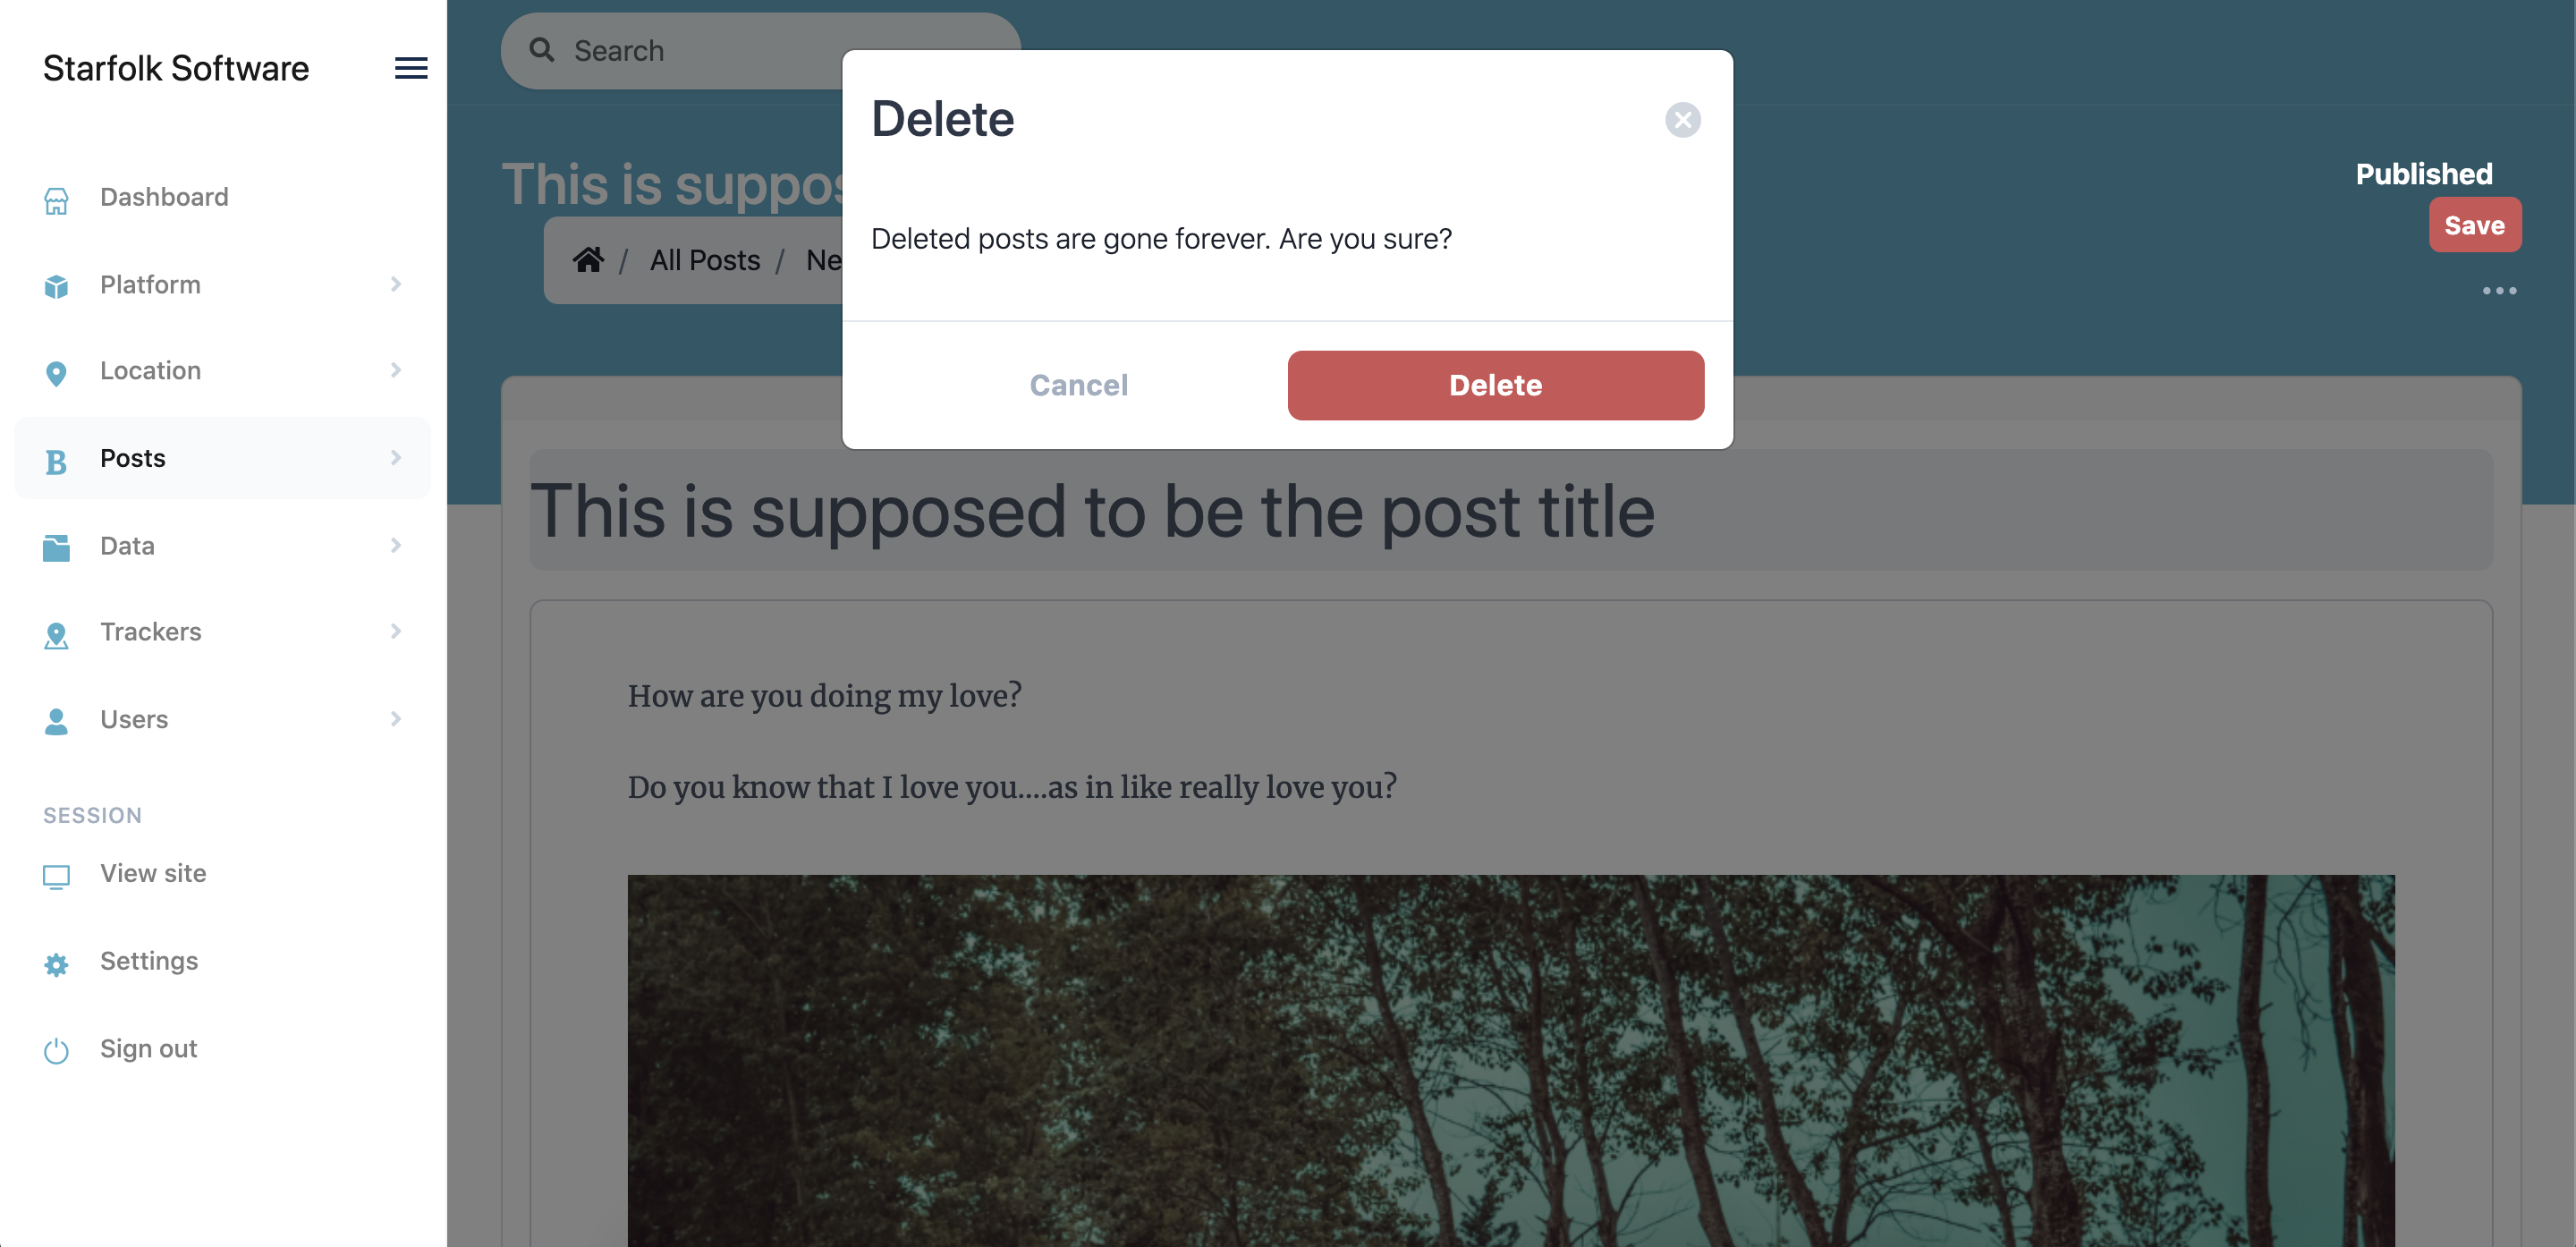 Starfolk Software
Dashboard
Platform
Location
Posts
Data
Trackers
Users
SESSION
View site
Settings
Sign out
Search
This is
All Posts /
Published
Save
Delete
Deleted posts are gone forever. Are you sure?
Cancel
Delete
This is supposed to be the post title
How are you doing my love?
Do you know that I love you....as in like really love you?